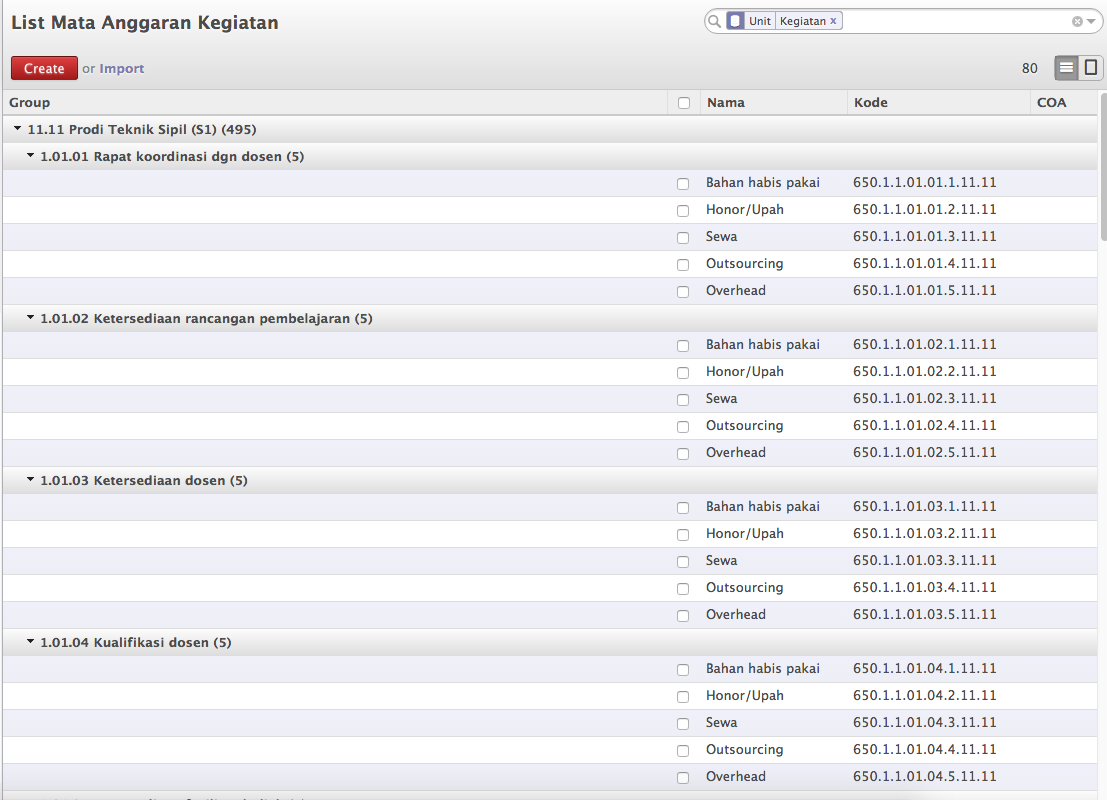 List Mata Anggaran Kegiatan
Unit Kegiatan x
Create or Import
80
Group Nama Kode COA
11.11 Prodi Teknik Sipil (S1) (495)
1.01.01 Rapat koordinasi dgn dosen (5)
Bahan habis pakai 650.1.1.01.01.1.11.11
Honor/Upah 650.1.1.01.01.2.11.11
Sewa 650.1.1.01.01.3.11.11
Outsourcing 650.1.1.01.01.4.11.11
Overhead 650.1.1.01.01.5.11.11
1.01.02 Ketersediaan rancangan pembelajaran (5)
Bahan habis pakai 650.1.1.01.02.1.11.11
Honor/Upah 650.1.1.01.02.2.11.11
Sewa 650.1.1.01.02.3.11.11
Outsourcing 650.1.1.01.02.4.11.11
Overhead 650.1.1.01.02.5.11.11
1.01.03 Ketersediaan dosen (5)
Bahan habis pakai 650.1.1.01.03.1.11.11
Honor/Upah 650.1.1.01.03.2.11.11
Sewa 650.1.1.01.03.3.11.11
Outsourcing 650.1.1.01.03.4.11.11
Overhead 650.1.1.01.03.5.11.11
1.01.04 Kualifikasi dosen (5)
Bahan habis pakai 650.1.1.01.04.1.11.11
Honor/Upah 650.1.1.01.04.2.11.11
Sewa 650.1.1.01.04.3.11.11
Outsourcing 650.1.1.01.04.4.11.11
Overhead 650.1.1.01.04.5.11.11